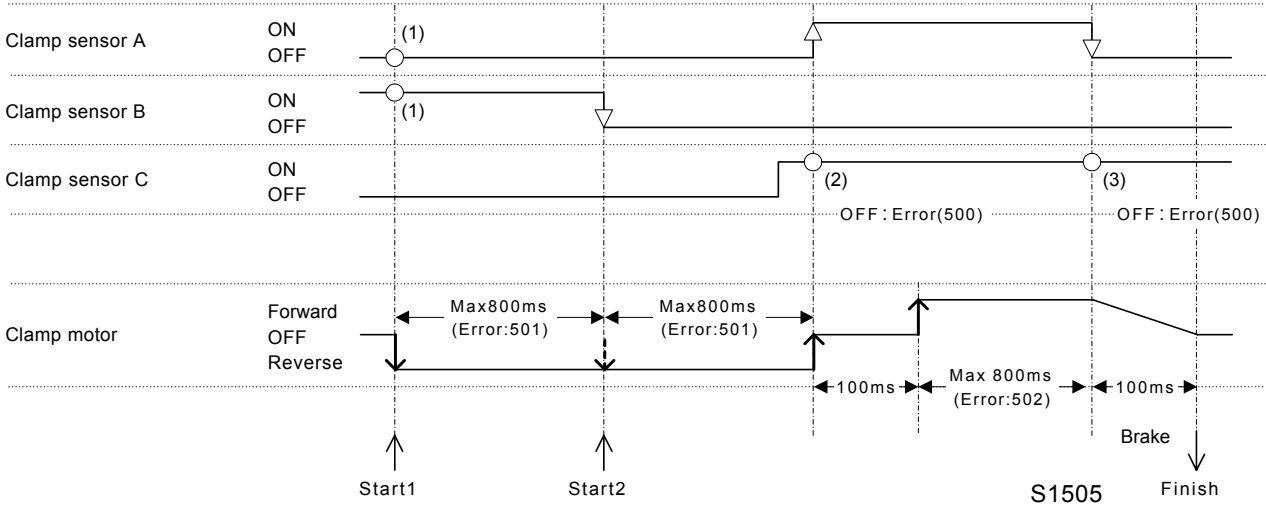 Clamp sensor A
ON
OFF
(1)
Clamp sensor B
ON
OFF
(1)
Clamp sensor C
ON
OFF
(2)
(3)
OFF：Error(500)
OFF：Error(500)
Clamp motor
Forward
OFF
Reverse
Max800ms
(Error:501)
Max800ms
(Error:501)
100ms
Max 800ms
(Error:502)
100ms
Brake
Start1
Start2
S1505
Finish